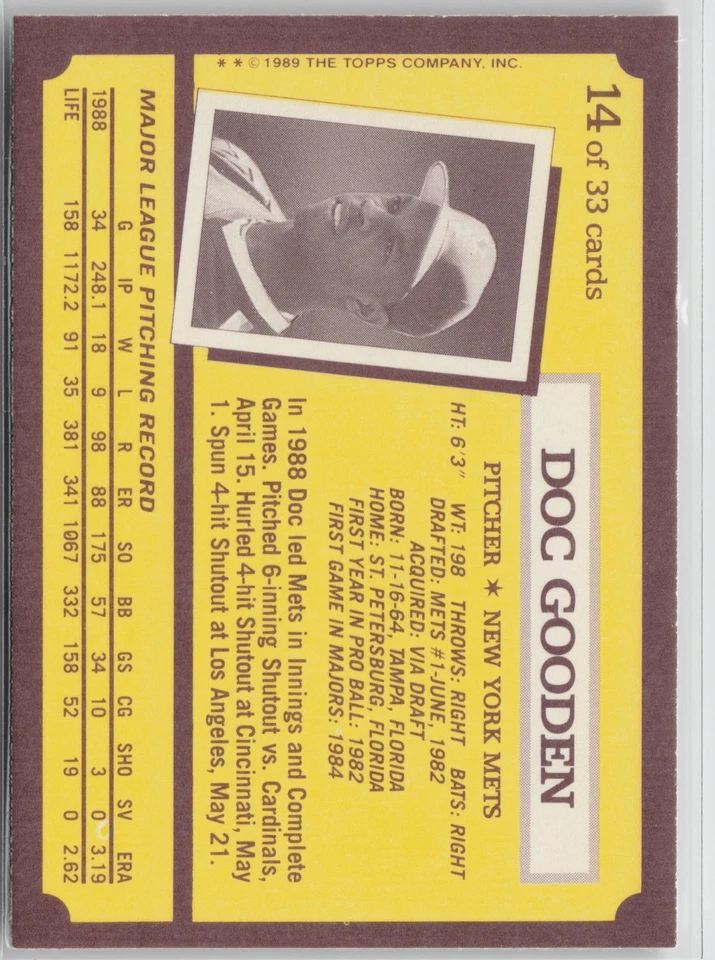 14 of 33 cards
DOC GOODEN
PITCHER ★ NEW YORK METS
HT: 6'3" WT: 198 THROWS: RIGHT BATS: RIGHT
DRAFTED: METS #1-JUNE, 1982
ACQUIRED: VIA DRAFT
BORN: 11-16-64, TAMPA, FLORIDA
HOME: ST. PETERSBURG, FLORIDA
FIRST YEAR IN PRO BALL: 1982
FIRST GAME IN MAJORS: 1984
In 1988 Doc led Mets in Innings and Complete
Games. Pitched 6-inning Shutout vs. Cardinals,
April 15. Hurled 4-hit Shutout at Cincinnati, May
1. Spun 4-hit Shutout at Los Angeles, May 21.
MAJOR LEAGUE PITCHING RECORD
G IP W L R ER SO BB GS CG SHO SV ERA
1988 34 248.1 18 9 98 88 175 57 34 10 3 0 3.19
LIFE 158 1172.2 91 35 381 341 1067 332 158 52 19 0 2.62
* * © 1989 THE TOPPS COMPANY, INC.